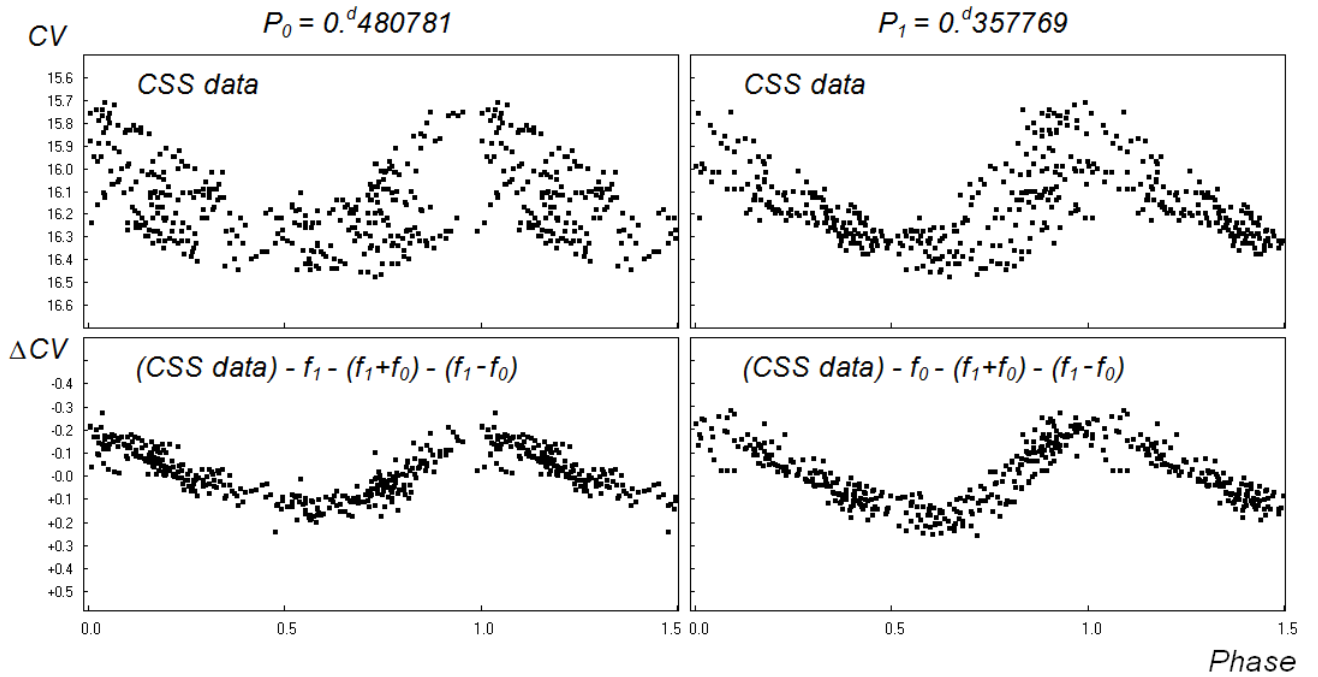 P₀ = 0.ᵈ480781
P₁ = 0.ᵈ357769
CV
CSS data
CSS data
15.6
15.7
15.8
15.9
16.0
16.1
16.2
16.3
16.4
16.5
16.6
ΔCV
(CSS data) - f₁ - (f₁+f₀) - (f₁-f₀)
(CSS data) - f₀ - (f₁+f₀) - (f₁-f₀)
-0.4
-0.3
-0.2
-0.1
-0.0
+0.1
+0.2
+0.3
+0.4
+0.5
0.0 0.5 1.0 1.5
0.0 0.5 1.0 1.5
Phase